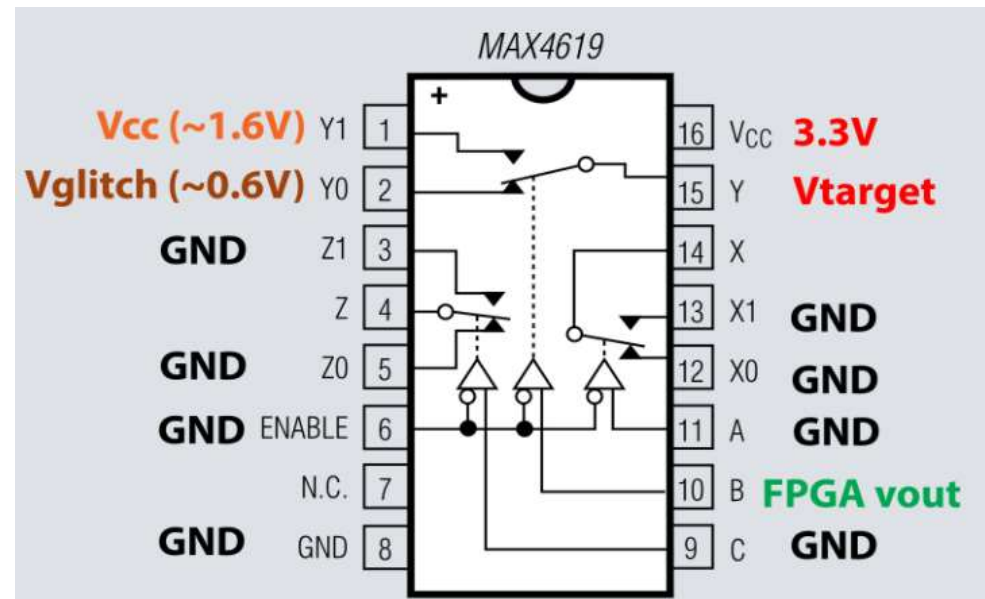 MAX4619
+
Vcc (~1.6V) Y1 1 16 VCC 3.3V
Vglitch (~0.6V) Y0 2 15 Y Vtarget
GND Z1 3 14 X
Z 4 13 X1 GND
GND Z0 5 12 X0 GND
GND ENABLE 6 11 A GND
N.C. 7 10 B FPGA vout
GND GND 8 9 C GND